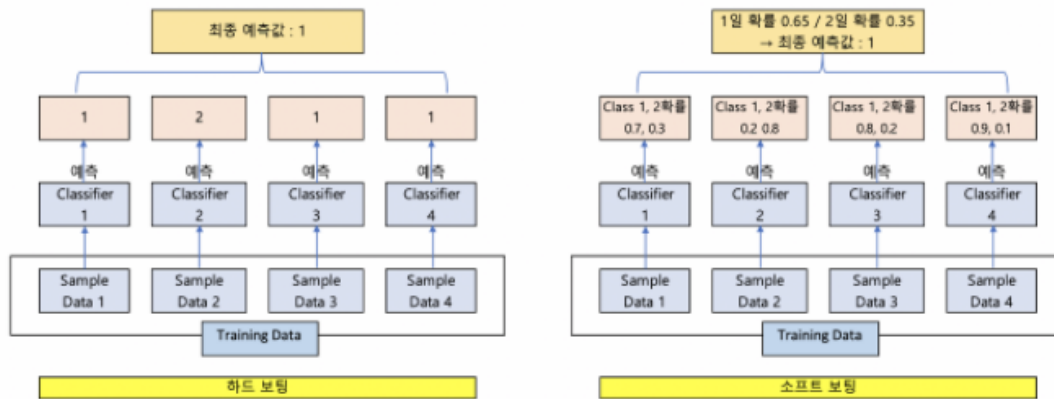 최종 예측값 : 1
1
2
1
1
예측
예측
예측
예측
Classifier
1
Classifier
2
Classifier
3
Classifier
4
Sample
Data 1
Sample
Data 2
Sample
Data 3
Sample
Data 4
Training Data
하드 보팅
1일 확률 0.65 / 2일 확률 0.35
→ 최종 예측값 : 1
Class 1, 2확률
0.7, 0.3
Class 1, 2확률
0.2 0.8
Class 1, 2확률
0.8, 0.2
Class 1, 2확률
0.9, 0.1
예측
예측
예측
예측
Classifier
1
Classifier
2
Classifier
3
Classifier
4
Sample
Data 1
Sample
Data 2
Sample
Data 3
Sample
Data 4
Training Data
소프트 보팅